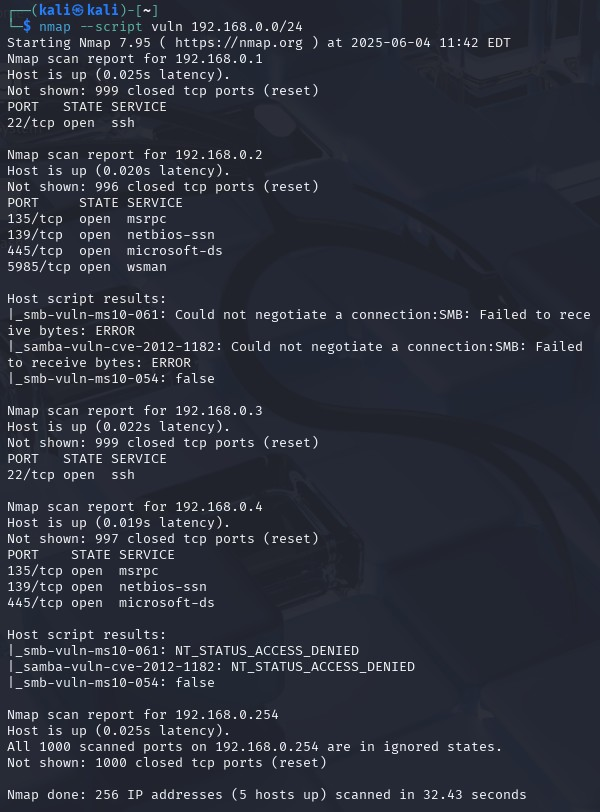 ┌──(kali㉿kali)-[~]
└─$ nmap --script vuln 192.168.0.0/24
Starting Nmap 7.95 ( https://nmap.org ) at 2025-06-04 11:42 EDT
Nmap scan report for 192.168.0.1
Host is up (0.025s latency).
Not shown: 999 closed tcp ports (reset)
PORT   STATE SERVICE
22/tcp open  ssh

Nmap scan report for 192.168.0.2
Host is up (0.020s latency).
Not shown: 996 closed tcp ports (reset)
PORT     STATE SERVICE
135/tcp  open  msrpc
139/tcp  open  netbios-ssn
445/tcp  open  microsoft-ds
5985/tcp open  wsman

Host script results:
|_smb-vuln-ms10-061: Could not negotiate a connection:SMB: Failed to rece
ive bytes: ERROR
|_samba-vuln-cve-2012-1182: Could not negotiate a connection:SMB: Failed
to receive bytes: ERROR
|_smb-vuln-ms10-054: false

Nmap scan report for 192.168.0.3
Host is up (0.022s latency).
Not shown: 999 closed tcp ports (reset)
PORT   STATE SERVICE
22/tcp open  ssh

Nmap scan report for 192.168.0.4
Host is up (0.019s latency).
Not shown: 997 closed tcp ports (reset)
PORT    STATE SERVICE
135/tcp open  msrpc
139/tcp open  netbios-ssn
445/tcp open  microsoft-ds

Host script results:
|_smb-vuln-ms10-061: NT_STATUS_ACCESS_DENIED
|_samba-vuln-cve-2012-1182: NT_STATUS_ACCESS_DENIED
|_smb-vuln-ms10-054: false

Nmap scan report for 192.168.0.254
Host is up (0.025s latency).
All 1000 scanned ports on 192.168.0.254 are in ignored states.
Not shown: 1000 closed tcp ports (reset)

Nmap done: 256 IP addresses (5 hosts up) scanned in 32.43 seconds